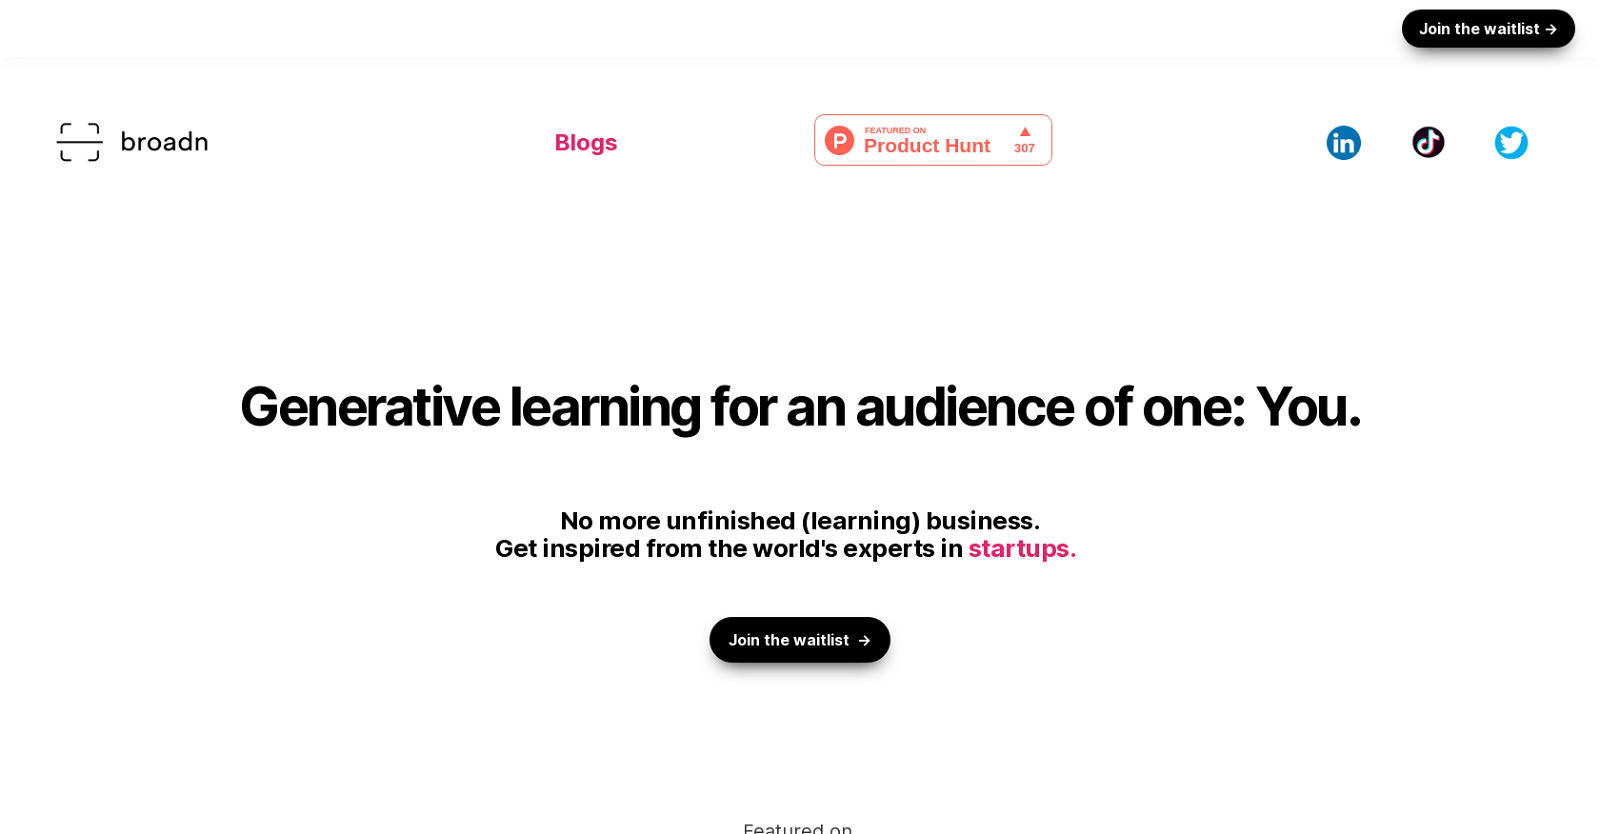 Join the waitlist →
broadn
Blogs
FEATURED ON
Product Hunt
▲
307
in
Generative learning for an audience of one: You.
No more unfinished (learning) business.
Get inspired from the world's experts in startups.
Join the waitlist →
Featured on